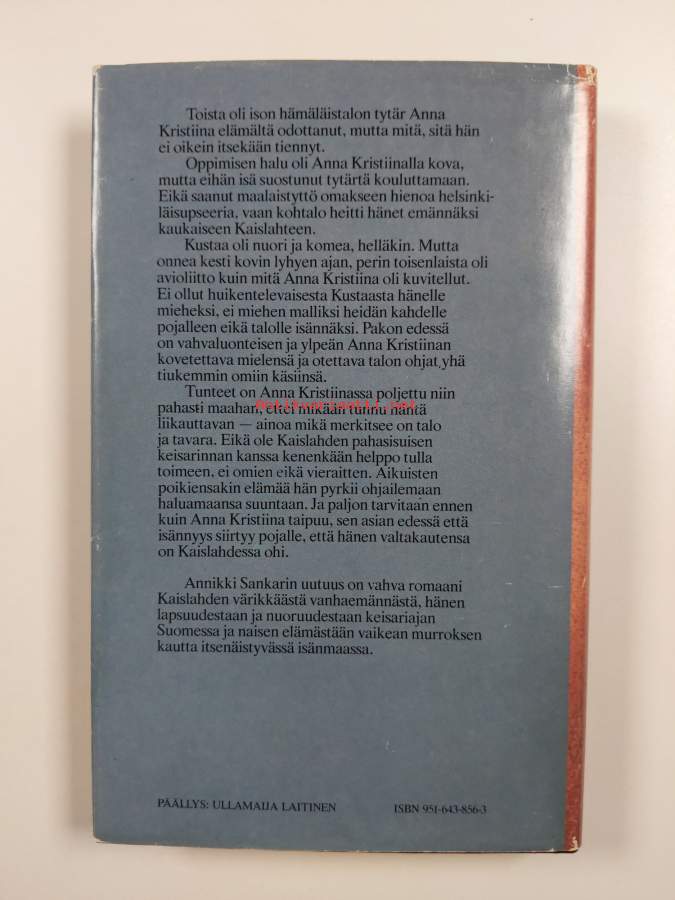 Toista oli ison hämäläistalon tytär Anna
Kristiina elämältä odottanut, mutta mitä, sitä hän
ei oikein itsekään tiennyt.
Oppimisen halu oli Anna Kristiinalla kova,
mutta eihän isä suostunut tytärtä kouluttamaan.
Eikä saanut maalaistyttö omakseen hienoa helsinki-
läisupseeria, vaan kohtalo heitti hänet emännäksi
kaukaiseen Kaislahteen.
Kustaa oli nuori ja komea, helläkin. Mutta
onnea kesti kovin lyhyen ajan, perin toisenlaista oli
avioliitto kuin mitä Anna Kristiina oli kuvitellut.
Ei ollut huikentelevaisesta Kustaasta hänelle
mieheksi, ei miehen malliksi heidän kahdelle
pojalleen eikä talolle isännäksi. Pakon edessä
on vahvaluonteisen ja ylpeän Anna Kristiinan
kovetettava mielensä ja otettava talon ohjat yhä
tiukemmin omiin käsiinsä.
Tunteet on Anna Kristiinassa poljettu niin
pahasti maahan, ettei mikään tunnu häntä
liikauttavan — ainoa mikä merkitsee on talo
ja tavara. Eikä ole Kaislahden pahasisuisen
keisarinnan kanssa kenenkään helppo tulla
toimeen, ei omien eikä vieraitten. Aikuisten
poikiensakin elämää hän pyrkii ohjailemaan
haluamaansa suuntaan. Ja paljon tarvitaan ennen
kuin Anna Kristiina taipuu, sen asian edessä että
isännyys siirtyy pojalle, että hänen valtakautensa
on Kaislahdessa ohi.
Annikki Sankarin uutuus on vahva romaani
Kaislahden värikkäästä vanhaemännästä, hänen
lapsuudestaan ja nuoruudestaan keisariajan
Suomessa ja naisen elämästään vaikean murroksen
kautta itsenäistyvässä isänmaassa.
PÄÄLLYS: ULLAMAIJA LAITINEN ISBN 951-643-856-3